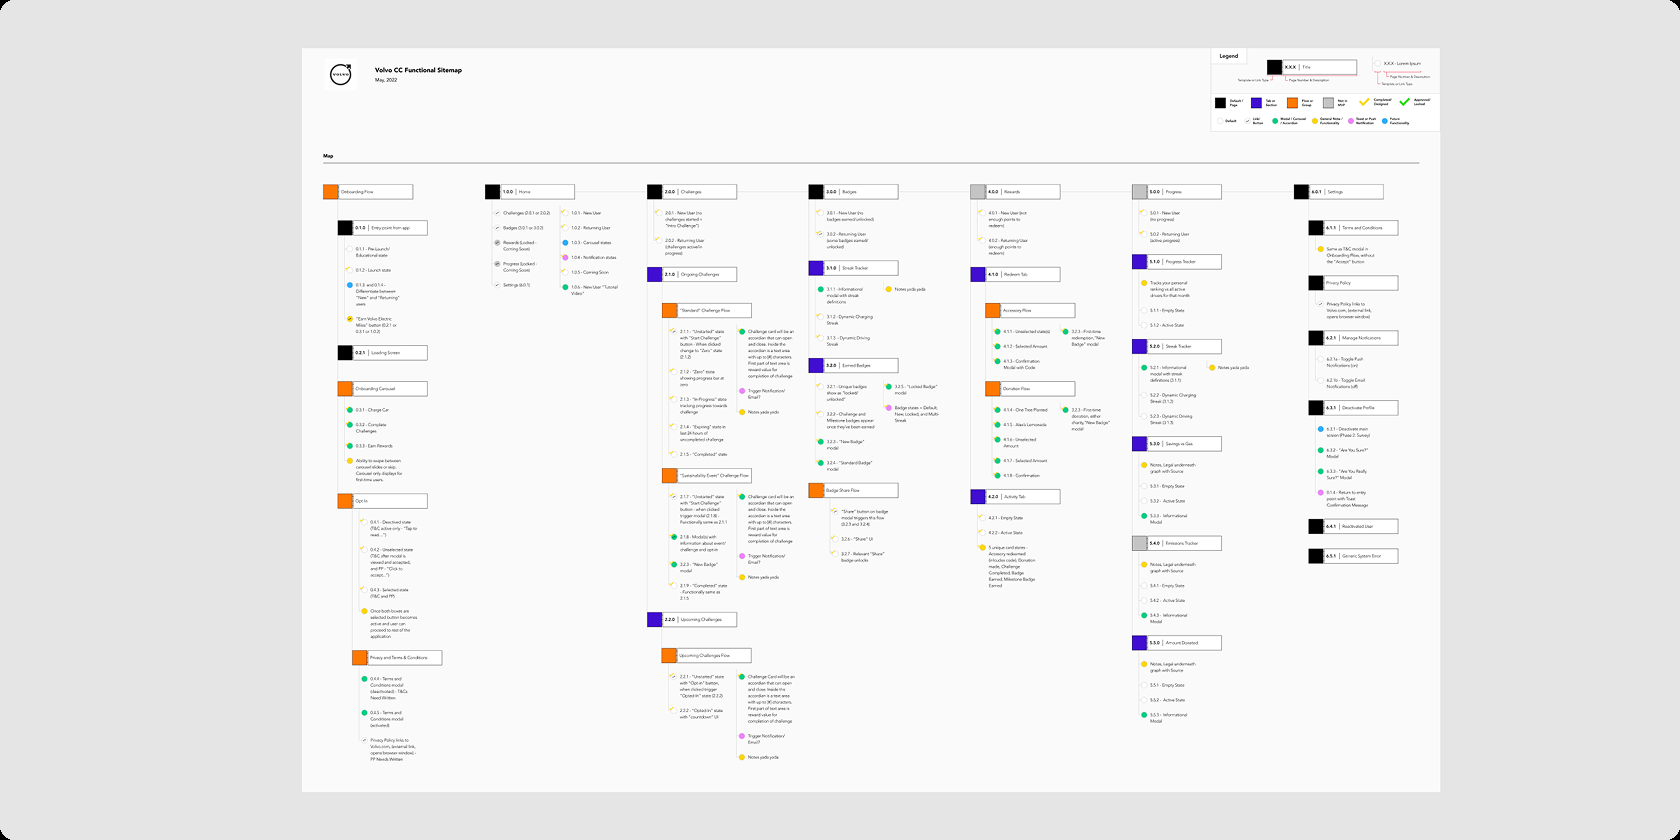 VOLVO
Volvo CC Functional Sitemap
May, 2022
Legend
X.X.X | Title
Template or Link Type
Page Number & Description
X.X.X - Lorem Ipsum
Page Number & Description
Template or Link Type
Default /
Page
Tab or
Section
Flow or
Group
Not in
MVP
Completed/
Designed
Approved/
Locked
Default
Link/
Button
Modal / Carousel
/ Accordion
General Note /
Functionality
Toast or Push
Notification
Future
Functionality
Map
Onboarding Flow
0.1.0 | Entry point from app
0.1.1 - Pre-Launch/
Educational state
0.1.2 - Launch state
0.1.3 and 0.1.4 -
Differentiate between
"New" and "Returning"
users
"Earn Volvo Electric
Miles" button (0.2.1 or
0.3.1 or 1.0.2)
0.2.1 | Loading Screen
Onboarding Carousel
0.3.1 - Charge Car
0.3.2 - Complete
Challenges
0.3.3 - Earn Rewards
Ability to swipe between
carousel slides or skip.
Carousel only displays for
first time users.
Opt In
0.4.1 - Deactived state
(T&C active only - "Tap to
read...")
0.4.2 - Unselected state
(T&C after modal is
viewed and accepted,
and PP - "Click to
accept...")
0.4.3 - Selected state
(T&C and PP)
Once both boxes are
selected button becomes
active and user can
proceed to rest of the
application
Privacy and Terms & Conditions
0.4.4 - Terms and
Conditions modal
(deactivated) - T&Cs
Need Written
0.4.5 - Terms and
Conditions modal
(activated)
Privacy Policy links to
Volvo.com, (external link,
opens browser window) -
PP Needs Written
1.0.0 | Home
Challenges (2.0.1 or 2.0.2)
Badges (3.0.1 or 3.0.2)
Rewards (Locked -
Coming Soon)
Progress (Locked -
Coming Soon)
Settings (6.0.1)
1.0.1 - New User
1.0.2 - Returning User
1.0.3 - Carousel states
1.0.4 - Notification states
1.0.5 - Coming Soon
1.0.6 - New User "Tutorial
Video"
2.0.0 | Challenges
2.0.1 - New User (no
challenges started =
"Intro Challenge")
2.0.2 - Returning User
(challenges active/in
progress)
2.1.0 | Ongoing Challenges
"Standard" Challenge Flow
2.1.1 - "Unstarted" state
with "Start Challenge"
button - When clicked
change to "Zero" state
(2.1.2)
2.1.2 - "Zero" state
showing progress bar at
zero
2.1.3 - "In-Progress" state
tracking progress towards
challenge
2.1.4 - "Expiring" state in
last 24 hours of
uncompleted challenge
2.1.5 - "Completed" state
Challenge card will be an
accordian that can open
and close. Inside the
accordian is a text area
with up to (#) characters.
First part of text area is
reward value for
completion of challenge
Trigger Notification/
Email?
Notes yada yada
"Sustainability Event" Challenge Flow
2.1.7 - "Unstarted" state
with "Start Challenge"
button - when clicked
trigger modal (2.1.8) -
Functionally same as 2.1.1
2.1.8 - Modal(s) with
information about event/
challenge and opt in
3.2.3 - "New Badge"
modal
2.1.9 - "Completed" state
- Functionally same as
2.1.5
Challenge card will be an
accordian that can open
and close. Inside the
accordian is a text area
with up to (#) characters.
First part of text area is
reward value for
completion of challenge
Trigger Notification/
Email?
Notes yada yada
2.2.0 | Upcoming Challenges
Upcoming Challenges Flow
2.2.1 - "Unstarted" state
with "Opt in" button,
when clicked trigger
"Opted In" state (2.2.2)
2.2.2 - "Opted In" state
with "countdown" UI
Challenge Card will be an
accordian that can open
and close. Inside the
accordian is a text area
with up to (#) characters.
First part of text area is
reward value for
completion of challenge
Trigger Notification/
Email?
Notes yada yada
3.0.0 | Badges
3.0.1 - New User (no
badges earned/unlocked)
3.0.2 - Returning User
(some badges earned/
unlocked)
3.1.0 | Streak Tracker
3.1.1 - Informational
modal with streak
definitions
3.1.2 - Dynamic Charging
Streak
3.1.3 - Dynamic Driving
Streak
Notes yada yada
3.2.0 | Earned Badges
3.2.1 - Unique badges
show as "locked/
unlocked"
3.2.2 - Challenge and
Milestone badges appear
once they've been earned
3.2.3 - "New Badge"
modal
3.2.4 - "Standard Badge"
modal
3.2.5 - "Locked Badge"
modal
Badge states = Default,
New, Locked, and Multi-
Streak
Badge Share Flow
"Share" button on badge
modal triggers this flow
(3.2.3 and 3.2.4)
3.2.6 - "Share" UI
3.2.7 - Relevant "Share"
badge unlocks
4.0.0 | Rewards
4.0.1 - New User (not
enough points to
redeem)
4.0.2 - Returning User
(enough points to
redeem)
4.1.0 | Redeem Tab
Accessory Flow
4.1.1 - Unselected state(s)
4.1.2 - Selected Amount
4.1.3 - Confirmation
Modal with Code
3.2.3 - First-time
redemption, "New
Badge" modal
Donation Flow
4.1.4 - One Tree Planted
4.1.5 - Alex's Lemonade
4.1.6 - Unselected
Amount
4.1.7 - Selected Amount
4.1.8 - Confirmation
3.2.3 - First-time
donation, either
charity, "New Badge"
modal
4.2.0 | Activity Tab
4.2.1 - Empty State
4.2.2 - Active State
5 unique card stores -
Accesory redeemed
(includes code), Donation
made, Challenge
Completed, Badge
Earned, Milestone Badge
Earned
5.0.0 | Progress
5.0.1 - New User
(no progress)
5.0.2 - Returning User
(active progress)
5.1.0 | Progress Tracker
Tracks your personal
ranking vs all active
drivers for that month
5.1.1 - Empty State
5.1.2 - Active State
5.2.0 | Streak Tracker
5.2.1 - Informational
modal with streak
definitions (3.1.1)
5.2.2 - Dynamic Charging
Streak (3.1.2)
5.2.3 - Dynamic Driving
Streak (3.1.3)
Notes yada yada
5.3.0 | Savings vs Gas
Notes, Legal underneath
graph with Source
5.3.1 - Empty State
5.3.2 - Active State
5.3.3 - Informational
Modal
5.4.0 | Emissions Tracker
Notes, Legal underneath
graph with Source
5.4.1 - Empty State
5.4.2 - Active State
5.4.3 - Informational
Modal
5.5.0 | Amount Donated
Notes, Legal underneath
graph with Source
5.5.1 - Empty State
5.5.2 - Active State
5.5.3 - Informational
Modal
6.0.1 | Settings
6.1.1 | Terms and Conditions
Same as T&C modal in
Onboarding Flow, without
the "Accept" button
Privacy Policy
Privacy Policy links to
Volvo.com, (external link,
opens browser window)
6.2.1 | Manage Notifications
6.2.1a - Toggle Push
Notifications (on)
6.2.1b - Toggle Email
Notifications (off)
6.3.1 | Deactivate Profile
6.3.1 - Deactivate main
screen (Phase 2: Survey)
6.3.2 - "Are You Sure?"
Modal
6.3.3 - "Are You Really
Sure?" Modal
0.1.4 - Return to entry
point with Toast
Confirmation Message
6.4.1 | Reactivated User
6.5.1 | Generic System Error